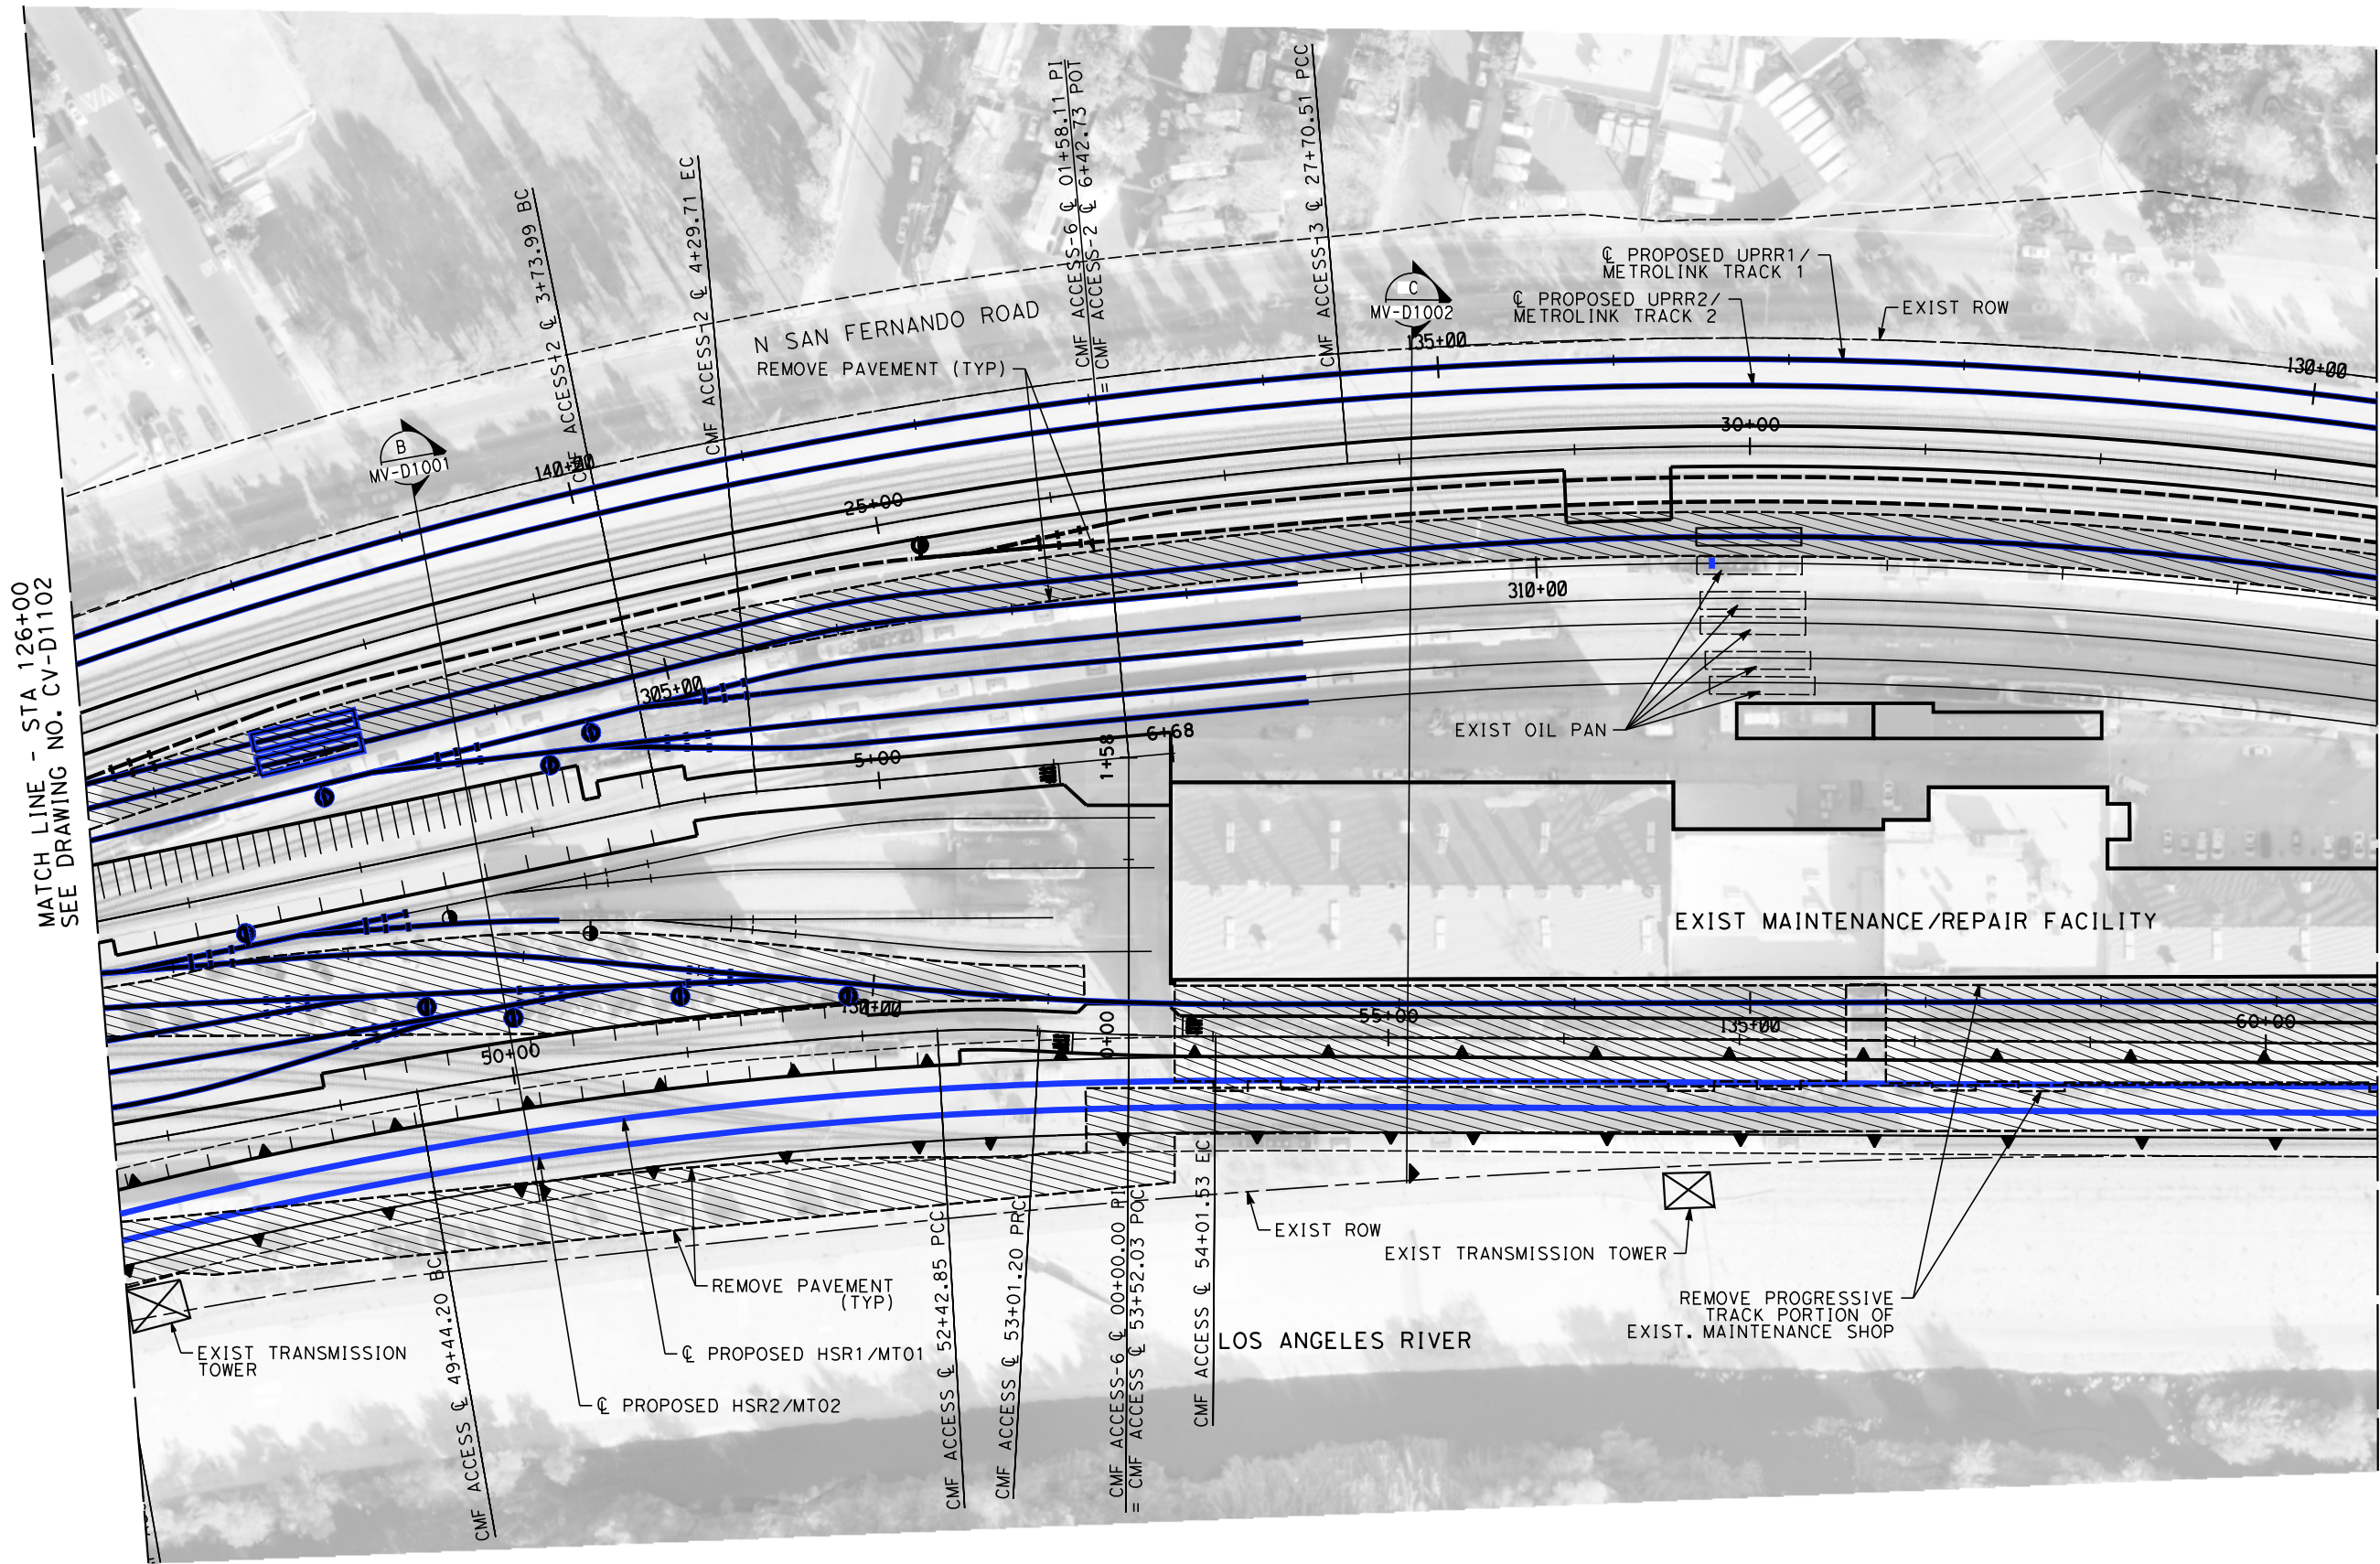 MATCH LINE - STA 126+00
SEE DRAWING NO. CV-D1102
CMF ACCESS-2 ℄ 3+73.99 BC
CMF ACCESS-2 ℄ 4+29.71 EC
CMF ACCESS-6 ℄ 01+58.11 PI
= CMF ACCESS-2 ℄ 6+42.73 POT
CMF ACCESS-3 ℄ 27+70.51 PCC
℄ PROPOSED UPRR1/
METROLINK TRACK 1
℄ PROPOSED UPRR2/
METROLINK TRACK 2
EXIST ROW
C
MV-D1002
N SAN FERNANDO ROAD
REMOVE PAVEMENT (TYP)
135+00
130+00
B
MV-D1001
140+00
30+00
25+00
310+00
305+00
EXIST OIL PAN
5+00
1+58
6+68
EXIST MAINTENANCE/REPAIR FACILITY
130+00
50+00
0+00
55+00
135+00
60+00
EXIST ROW
EXIST TRANSMISSION TOWER
REMOVE PAVEMENT
(TYP)
REMOVE PROGRESSIVE
TRACK PORTION OF
EXIST. MAINTENANCE SHOP
EXIST TRANSMISSION
TOWER
℄ PROPOSED HSR1/MT01
℄ PROPOSED HSR2/MT02
LOS ANGELES RIVER
CMF ACCESS ℄ 49+44.20 BC
CMF ACCESS ℄ 52+42.85 PCC
CMF ACCESS ℄ 53+01.20 PRC
CMF ACCESS-6 ℄ 00+00.00 PI
= CMF ACCESS ℄ 53+52.03 POC
CMF ACCESS ℄ 54+01.53 EC